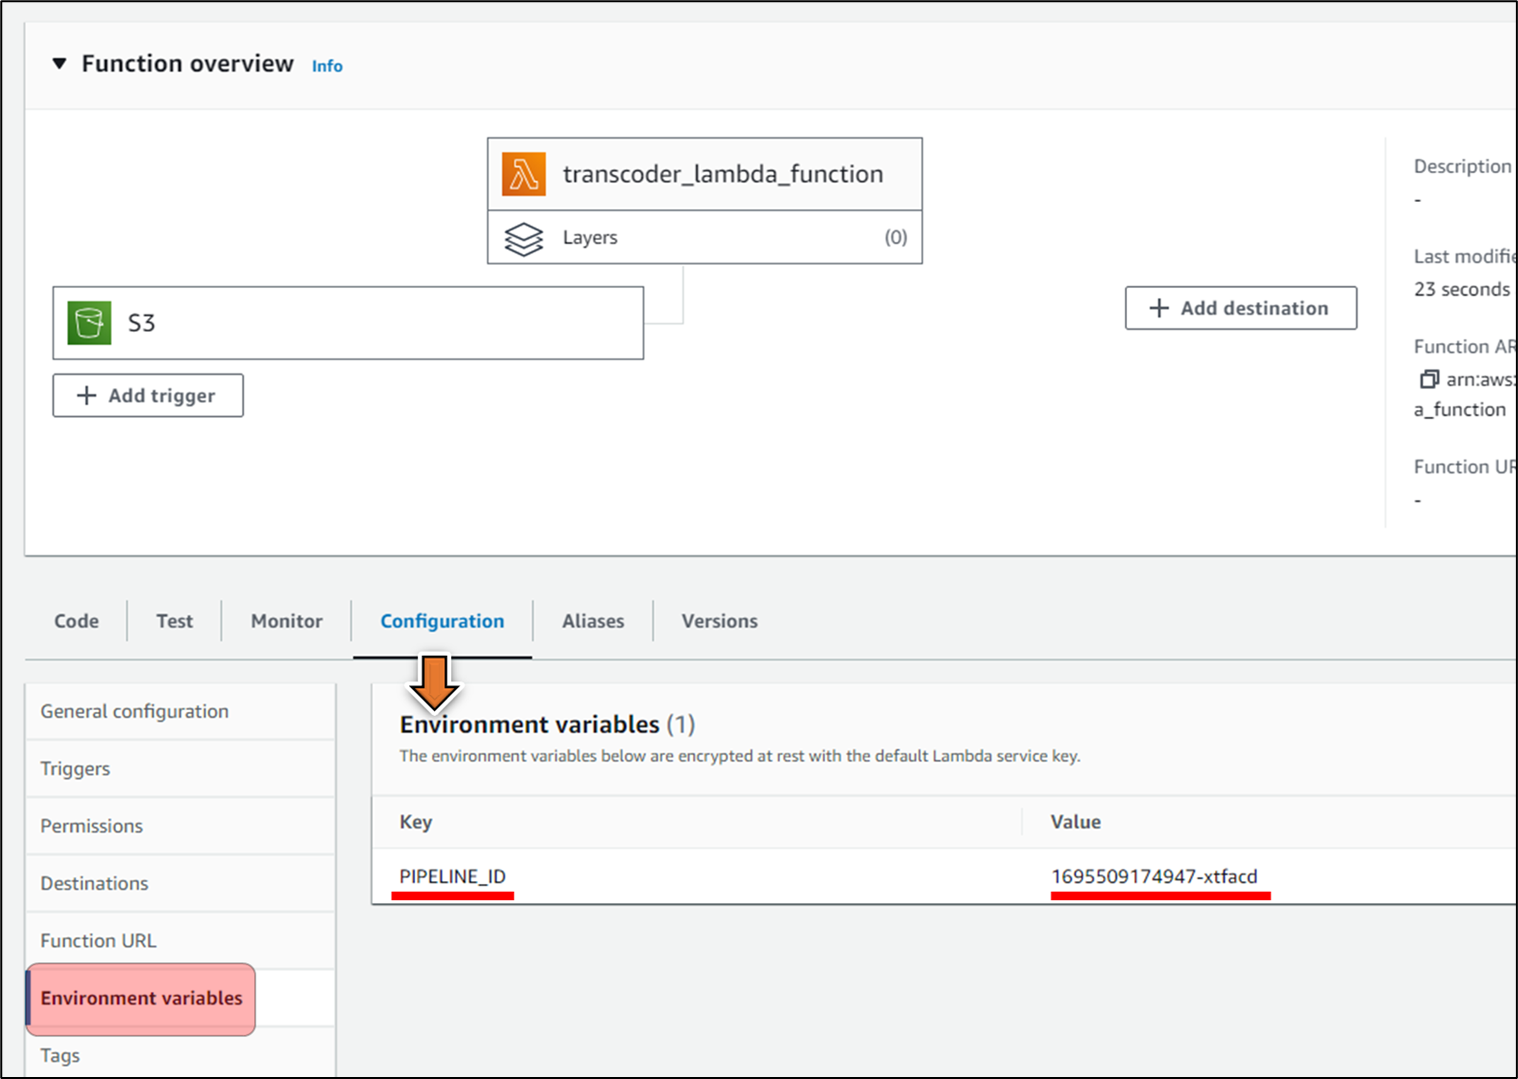 Function overview Info
transcoder_lambda_function
Layers (0)
S3
Add trigger
Add destination
Description
-
Last modifie
23 seconds
Function AR
arn:aws:
a_function
Function UR
-
Code Test Monitor Configuration Aliases Versions
General configuration
Triggers
Permissions
Destinations
Function URL
Environment variables
Tags
Environment variables (1)
The environment variables below are encrypted at rest with the default Lambda service key.
Key Value
PIPELINE_ID 1695509174947-xtfacd